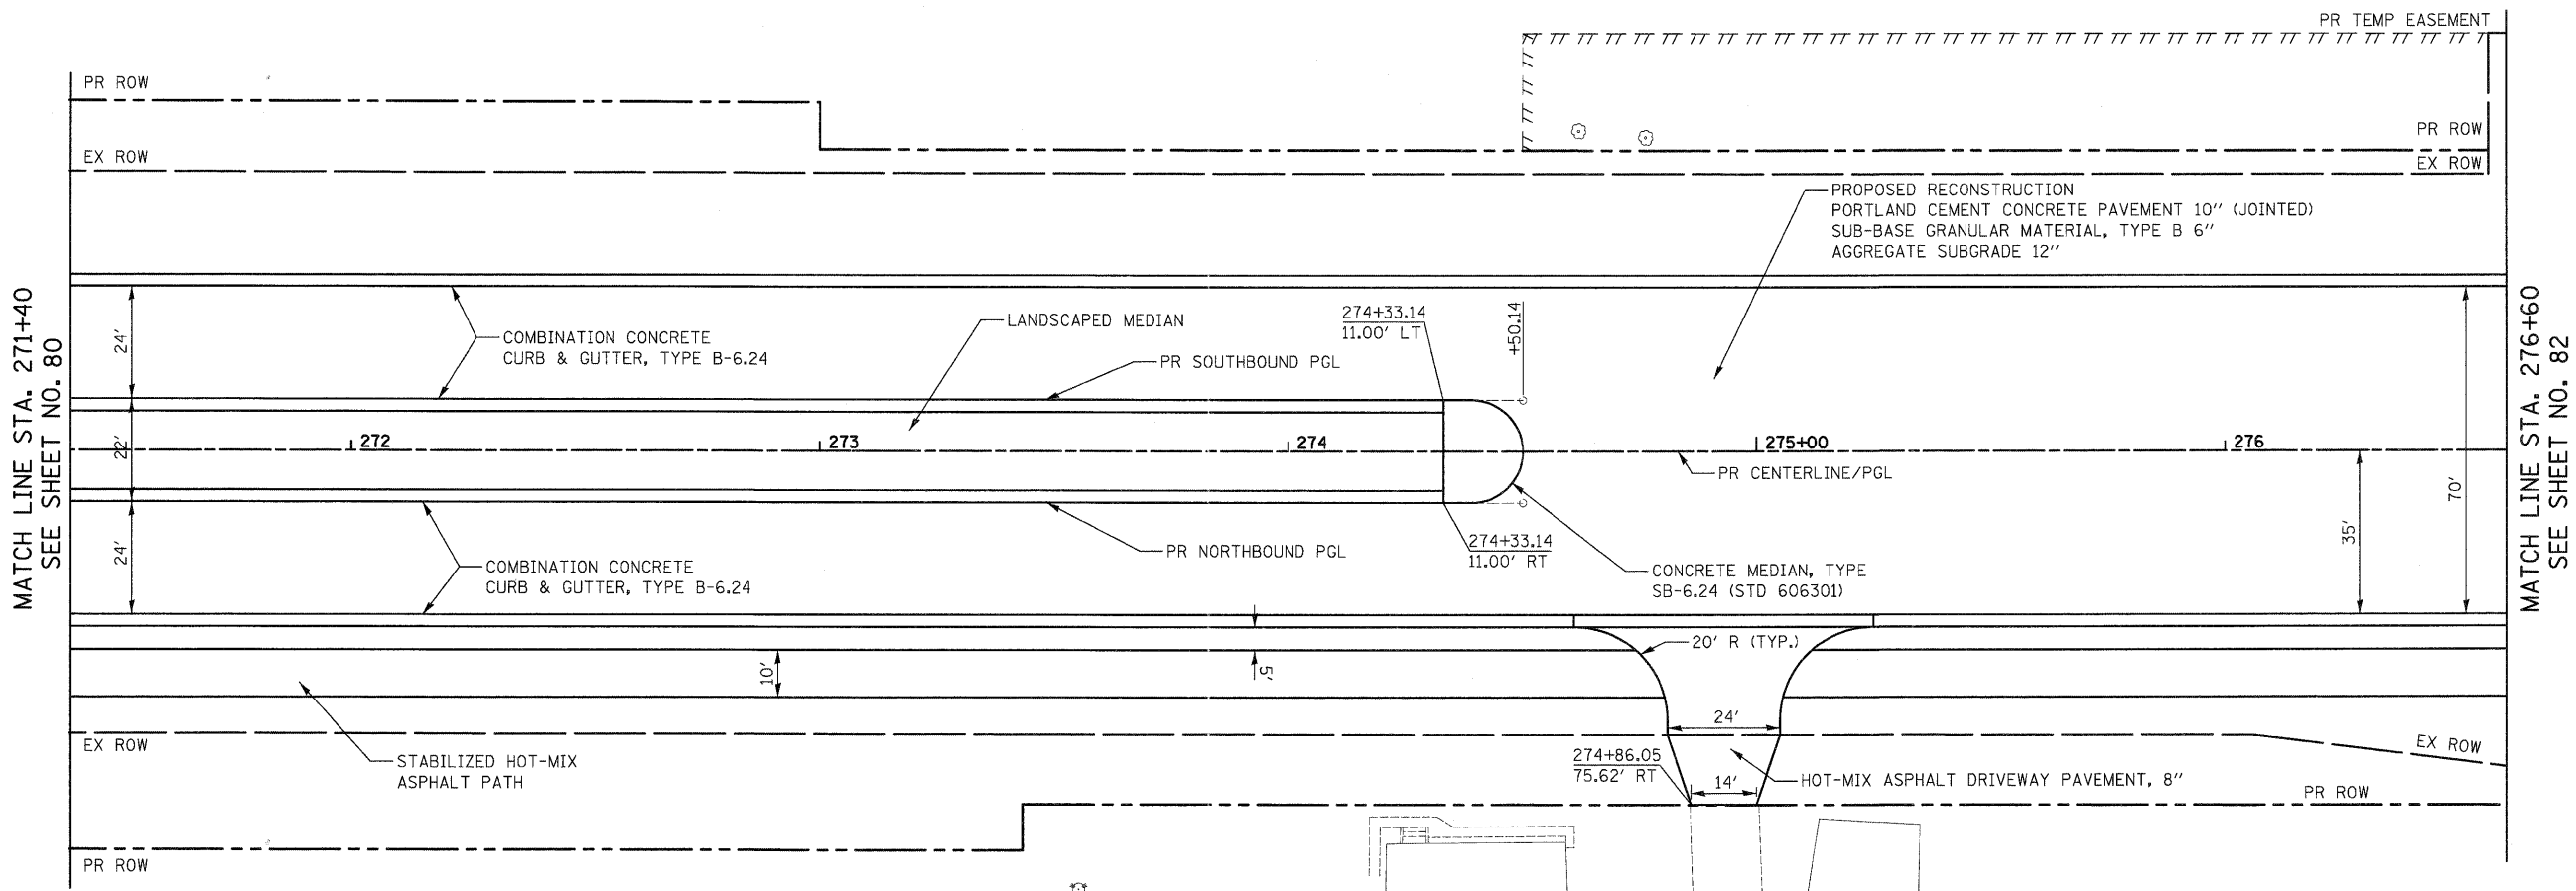 PR TEMP EASEMENT
PR ROW
PR ROW
EX ROW
EX ROW
PROPOSED RECONSTRUCTION
PORTLAND CEMENT CONCRETE PAVEMENT 10" (JOINTED)
SUB-BASE GRANULAR MATERIAL, TYPE B 6"
AGGREGATE SUBGRADE 12"
MATCH LINE STA. 271+40
SEE SHEET NO. 80
24'
COMBINATION CONCRETE
CURB & GUTTER, TYPE B-6.24
LANDSCAPED MEDIAN
PR SOUTHBOUND PGL
274+33.14
11.00' LT
+50.14
MATCH LINE STA. 276+60
SEE SHEET NO. 82
22'
272
273
274
275+00
276
PR CENTERLINE/PGL
70'
35'
24'
COMBINATION CONCRETE
CURB & GUTTER, TYPE B-6.24
PR NORTHBOUND PGL
274+33.14
11.00' RT
CONCRETE MEDIAN, TYPE
SB-6.24 (STD 606301)
20' R (TYP.)
10'
5'
24'
EX ROW
EX ROW
STABILIZED HOT-MIX
ASPHALT PATH
274+86.05
75.62' RT
14'
HOT-MIX ASPHALT DRIVEWAY PAVEMENT, 8"
PR ROW
PR ROW